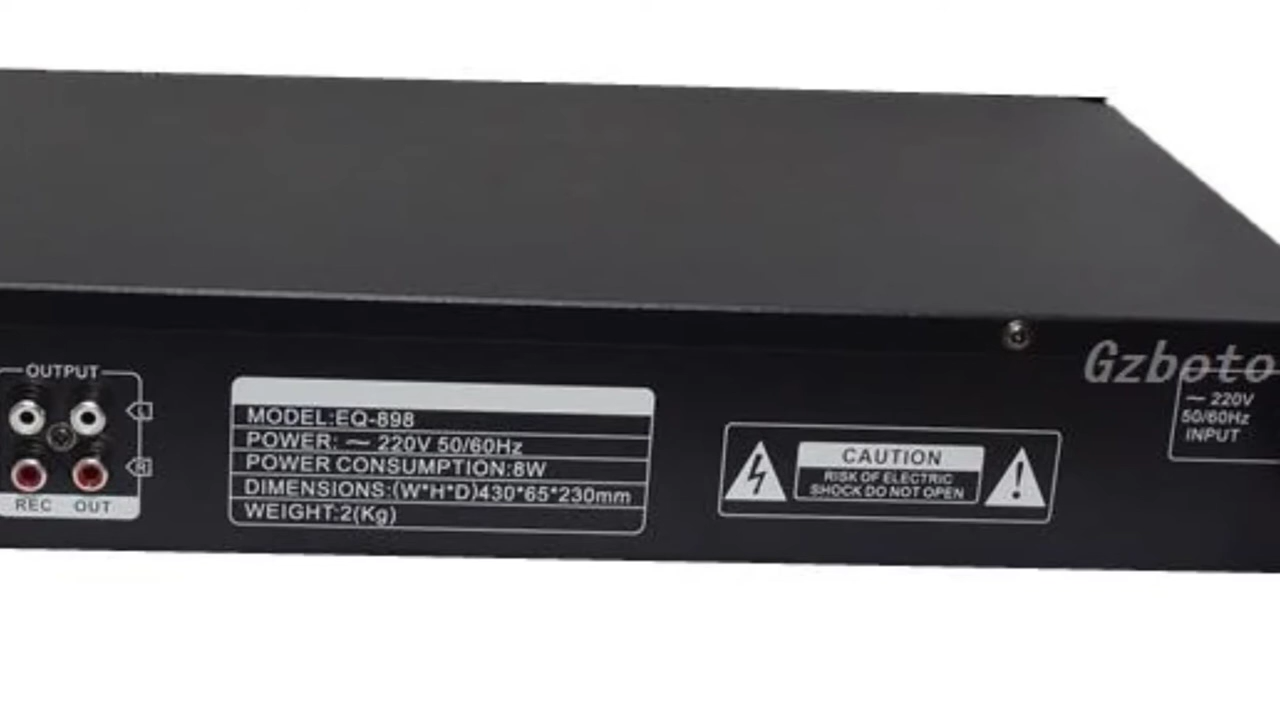 OUTPUT
L
R
REC OUT
MODEL:EQ-898
POWER: ~ 220V 50/60Hz
POWER CONSUMPTION:8W
DIMENSIONS:(W*H*D)430*65*230mm
WEIGHT:2(Kg)
CAUTION
RISK OF ELECTRIC
SHOCK DO NOT OPEN
Gzboto
~ 220V
50/60Hz
INPUT